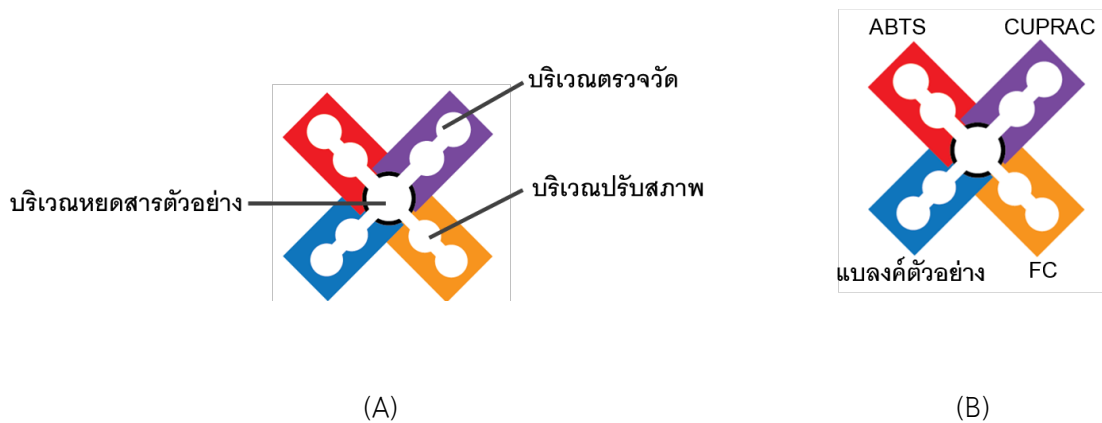 บริเวณตรวจวัด
บริเวณปรับสภาพ
บริเวณหยดสารตัวอย่าง
(A)
ABTS CUPRAC
แบลงค์ตัวอย่าง FC
(B)